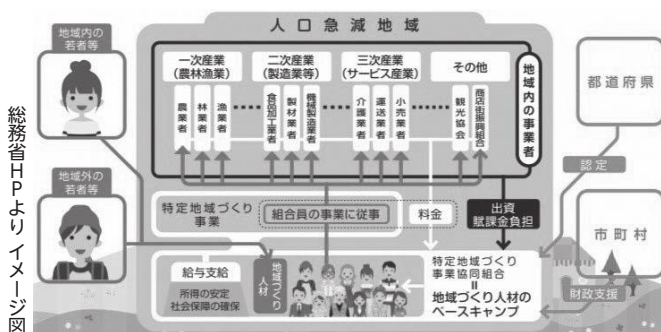 人口急減地域
地域内の
若者等
一次産業
(農林漁業)
二次産業
(製造業等)
三次産業
(サービス産業)
その他
農業者
林業者
漁業者
食品加工業者
製材業者
機械製造業者
介護業者
運送業者
小売業者
観光協会
商店街振興組合
地域内の事業者
都道府県
認定
地域外の
若者等
特定地域づくり
事業
組合員の事業に従事
料金
出資
賦課金負担
市町村
給与支給
所得の安定
社会保障の確保
地域づくり
人材
特定地域づくり
事業協同組合
=
地域づくり人材の
ベースキャンプ
財政支援
総務省HPより イメージ図